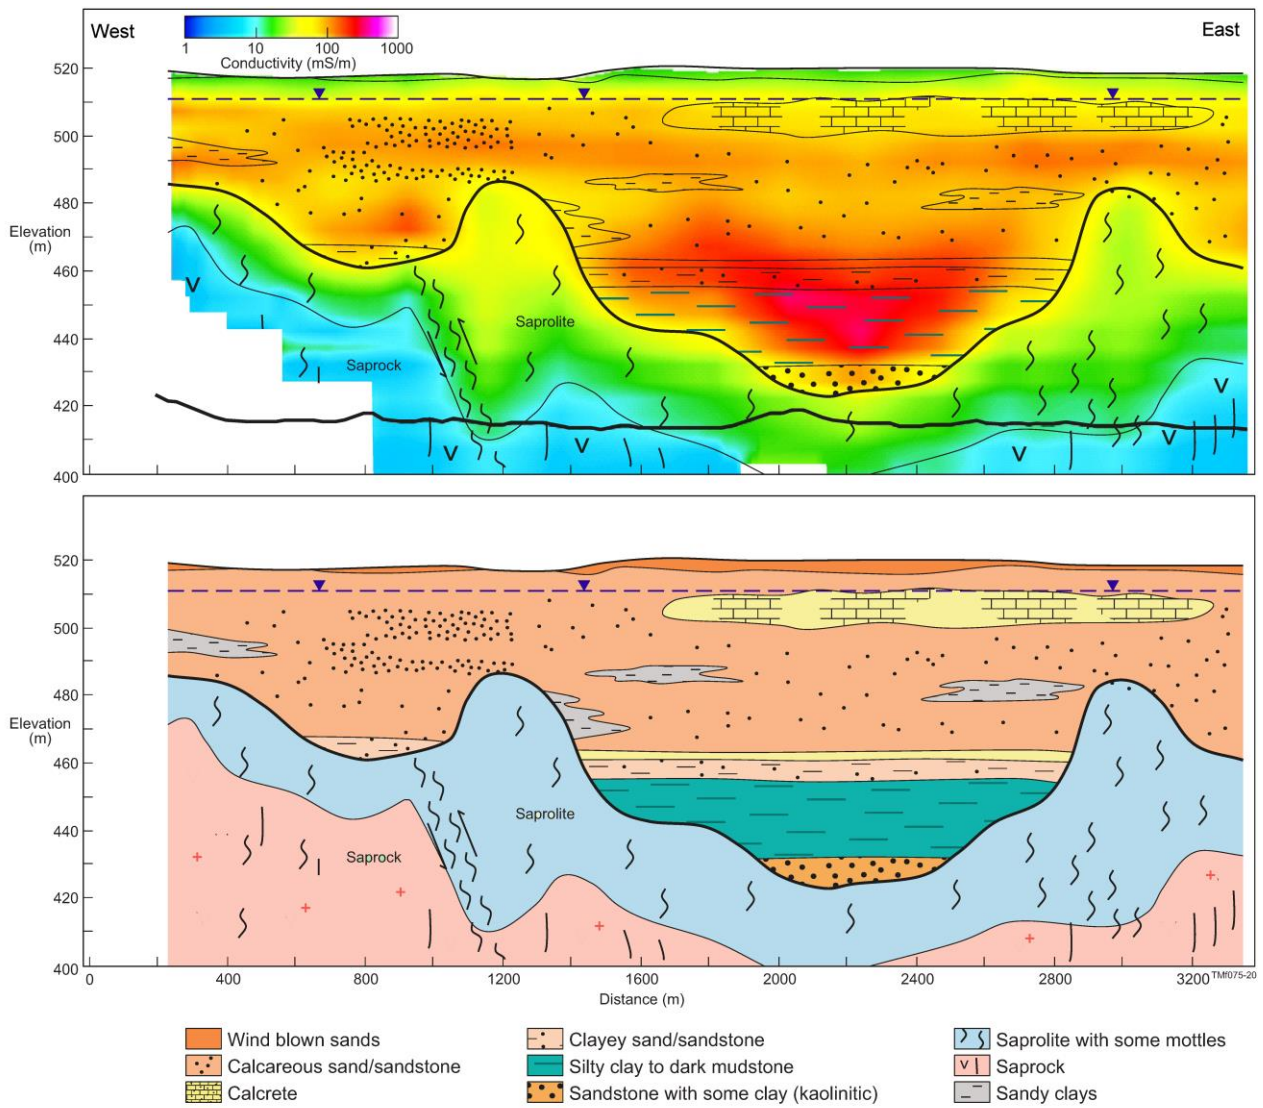 West
East
1
10
100
1000
Conductivity (mS/m)
520
500
480
Elevation
(m)
460
440
420
400
Saprolite
Saprock
V
V
V
V
V
V
520
500
480
Elevation
(m)
460
440
420
400
Saprolite
Saprock
0
400
800
1200
1600
2000
2400
2800
3200
TMf075-20
Distance (m)
Wind blown sands
Calcareous sand/sandstone
Calcrete
Clayey sand/sandstone
Silty clay to dark mudstone
Sandstone with some clay (kaolinitic)
Saprolite with some mottles
Saprock
Sandy clays